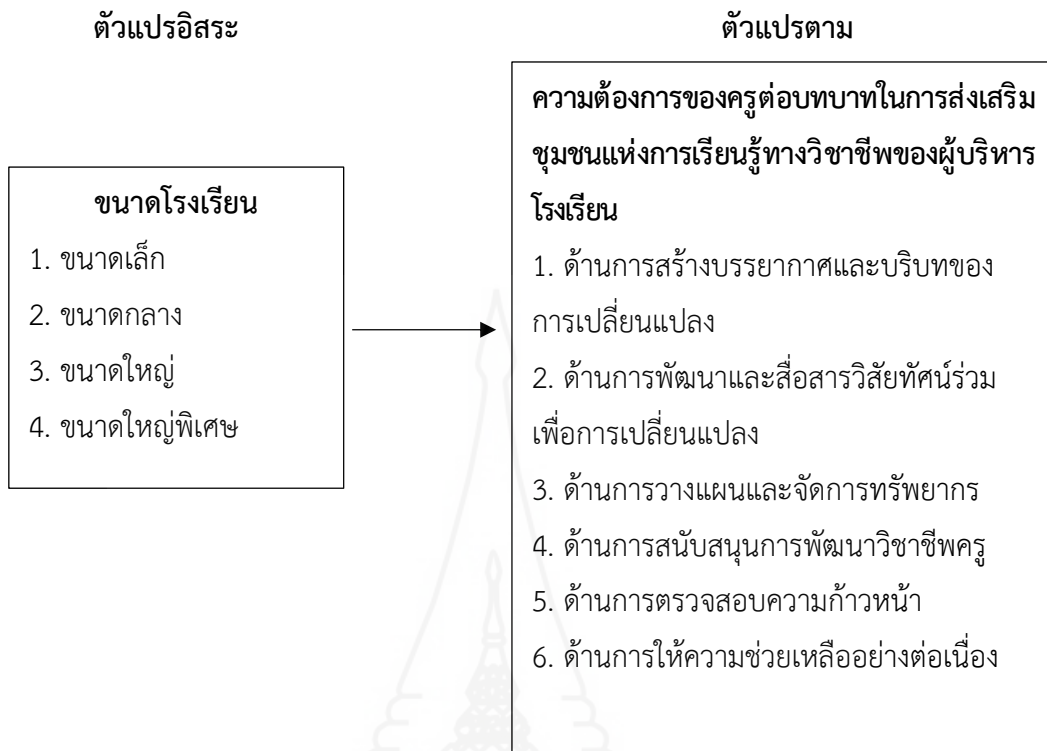 ตัวแปรอิสระ
ตัวแปรตาม
ขนาดโรงเรียน
1. ขนาดเล็ก
2. ขนาดกลาง
3. ขนาดใหญ่
4. ขนาดใหญ่พิเศษ
ความต้องการของครูต่อบทบาทในการส่งเสริม
ชุมชนแห่งการเรียนรู้ทางวิชาชีพของผู้บริหาร
โรงเรียน
1. ด้านการสร้างบรรยากาศและบริบทของ
การเปลี่ยนแปลง
2. ด้านการพัฒนาและสื่อสารวิสัยทัศน์ร่วม
เพื่อการเปลี่ยนแปลง
3. ด้านการวางแผนและจัดการทรัพยากร
4. ด้านการสนับสนุนการพัฒนาวิชาชีพครู
5. ด้านการตรวจสอบความก้าวหน้า
6. ด้านการให้ความช่วยเหลืออย่างต่อเนื่อง